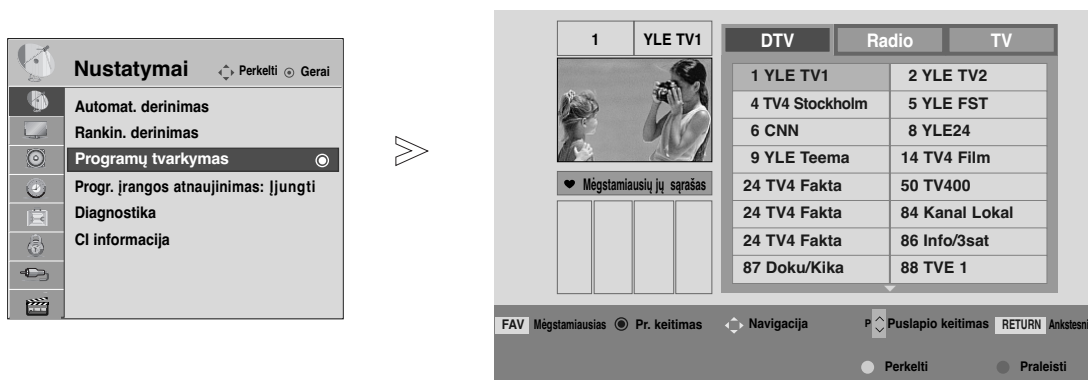 Nustatymai Perkelti Gerai
Automat. derinimas
Rankin. derinimas
Programų tvarkymas
Progr. įrangos atnaujinimas: Įjungti
Diagnostika
CI informacija
1 YLE TV1
Mėgstamiausių jų sąrašas
DTV Radio TV
1 YLE TV1 2 YLE TV2
4 TV4 Stockholm 5 YLE FST
6 CNN 8 YLE24
9 YLE Teema 14 TV4 Film
24 TV4 Fakta 50 TV400
24 TV4 Fakta 84 Kanal Lokal
24 TV4 Fakta 86 Info/3sat
87 Doku/Kika 88 TVE 1
FAV Mėgstamiausias Pr. keitimas Navigacija P Puslapio keitimas RETURN Ankstesni
Perkelti Praleisti